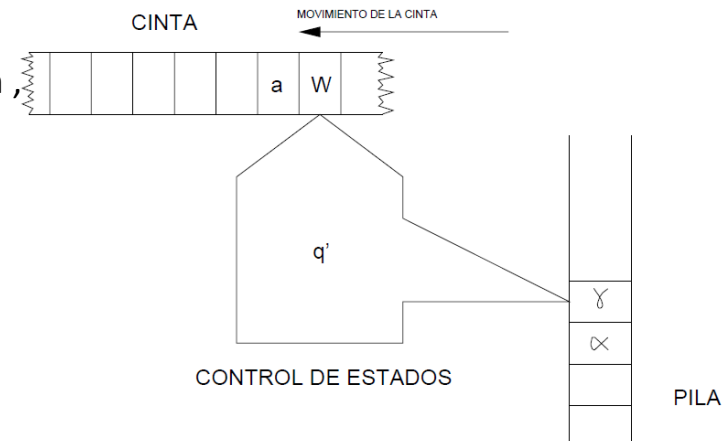 CINTA
MOVIMIENTO DE LA CINTA
,
a W
q'
γ
α
CONTROL DE ESTADOS
PILA